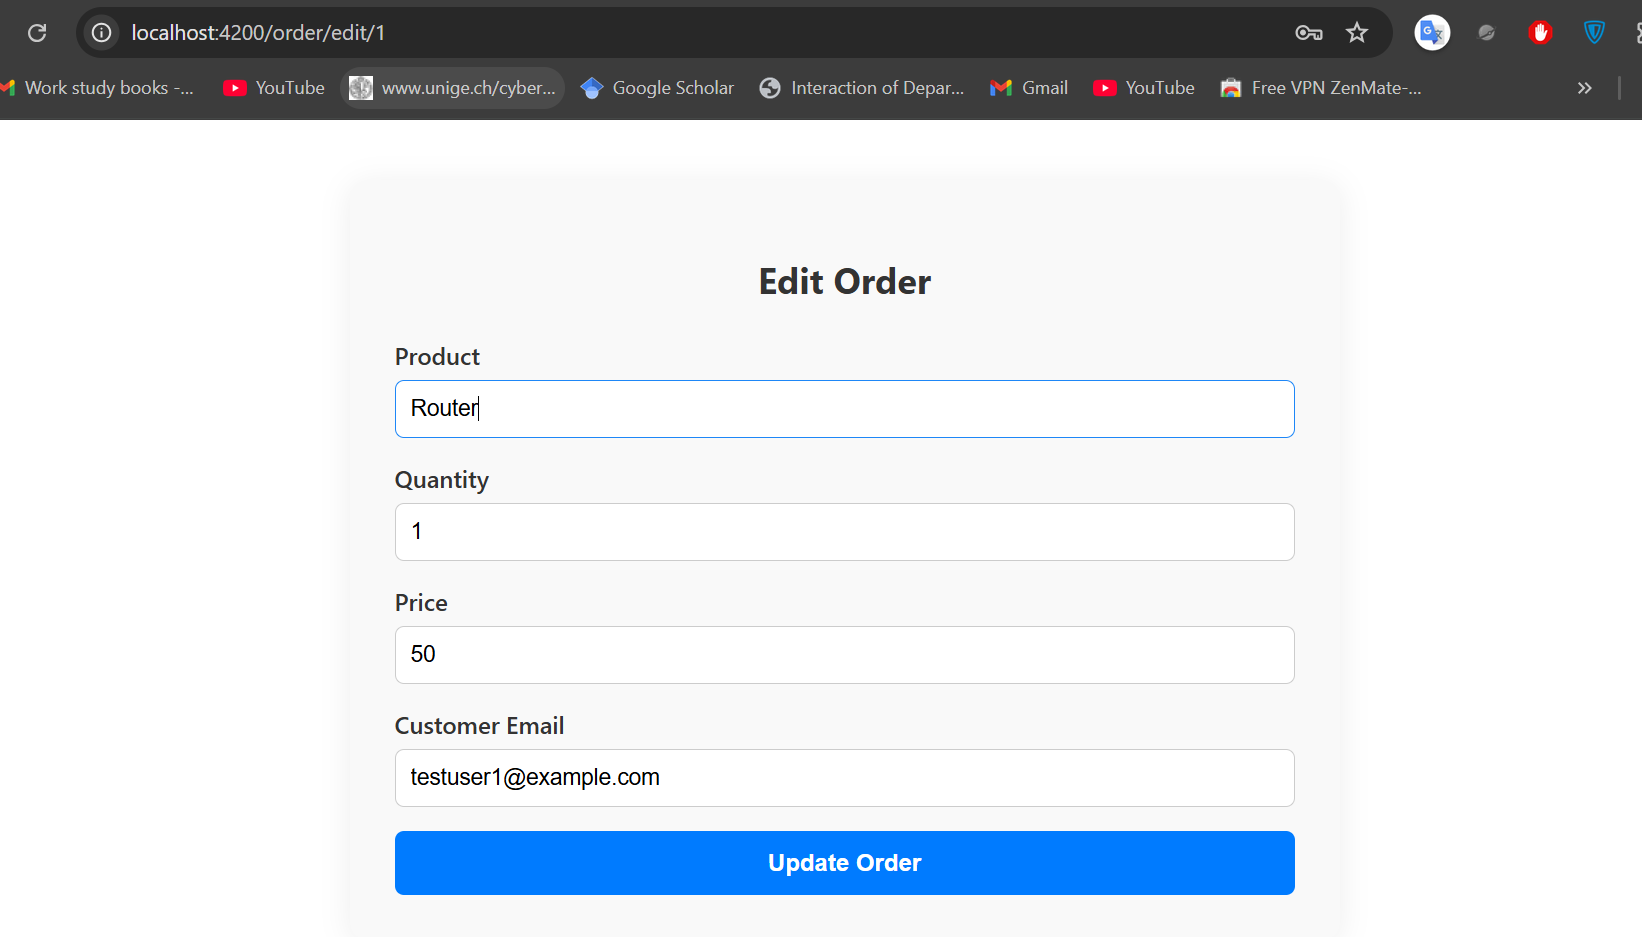 localhost:4200/order/edit/1
Work study books -... YouTube www.unige.ch/cyber... Google Scholar Interaction of Depar... Gmail YouTube Free VPN ZenMate-... »
Edit Order
Product
Router
Quantity
1
Price
50
Customer Email
testuser1@example.com
Update Order